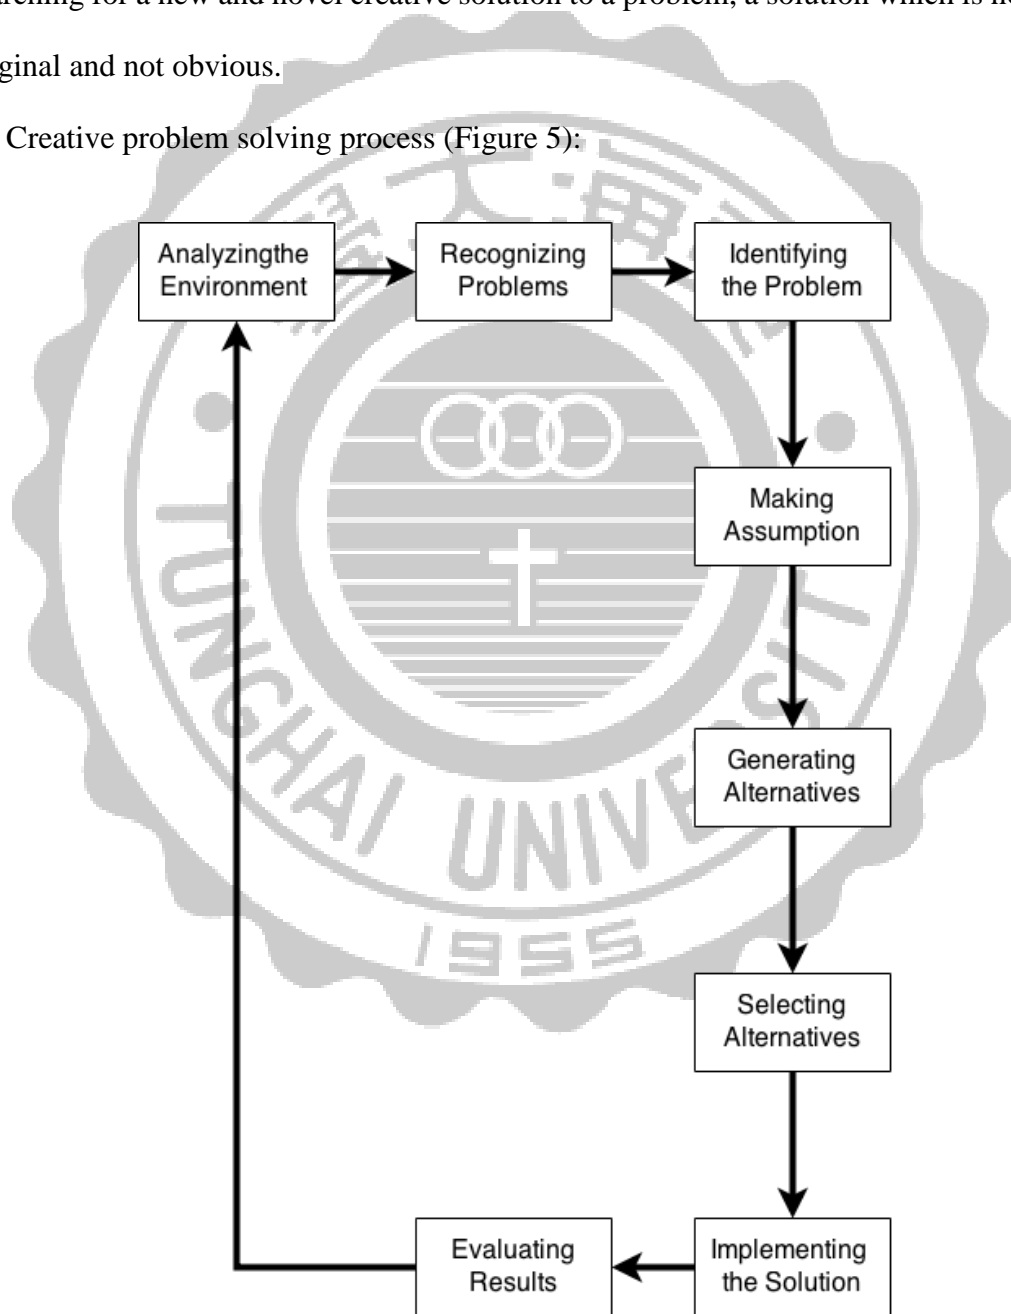 arching for a new and novel creative solution to a problem, a solution which is
ginal and not obvious.
Creative problem solving process (Figure 5):
Analyzingthe
Environment
Recognizing
Problems
Identifying
the Problem
Making
Assumption
Generating
Alternatives
Selecting
Alternatives
Implementing
the Solution
Evaluating
Results
TUNGHAI UNIVERSIT
1955